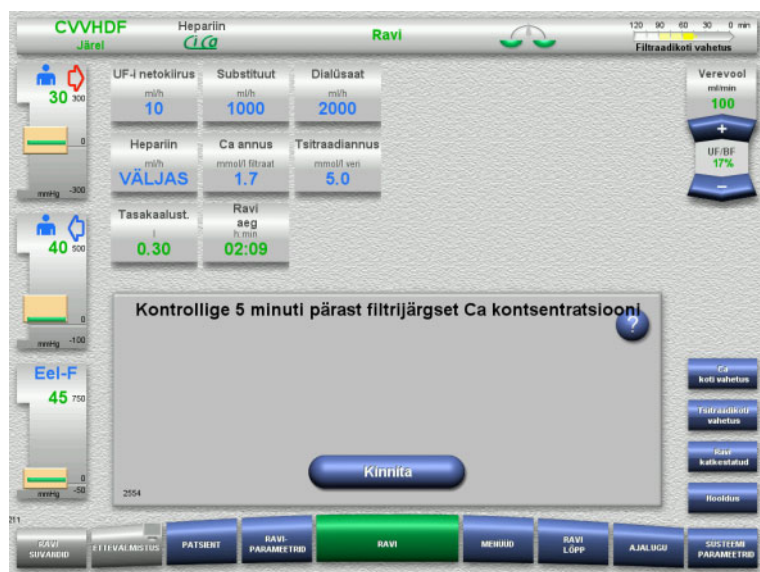 CVVHDF
Järel
Hepariin
Ci Ca
Ravi
120 90 60 30 0 min
Filtraadikoti vahetus
30 300
0
mmHg -300
UF-i netokiirus
ml/h
10
Substituut
ml/h
1000
Dialüsaat
ml/h
2000
Verevool
ml/min
100
+
UF/BF
17%
–
Hepariin
ml/h
VÄLJAS
Ca annus
mmol/l filtraat
1.7
Tsitraadiannus
mmol/l veri
5.0
Tasakaalust.
l
0.30
Ravi
aeg
h:min
02:09
40 500
0
mmHg -100
Kontrollige 5 minuti pärast filtrijärgset Ca kontsentratsiooni
?
Eel-F
45 750
0
mmHg -50
Kinnita
2554
Ca
koti vahetus
Tsitraadikoti
vahetus
Ravi
katkestatud
Hooldus
211
RAVI
SUVANDID
ETTEVALMISTUS
PATSIENT
RAVI-
PARAMEETRID
RAVI
MENÜÜD
RAVI
LÕPP
AJALUGU
SÜSTEEMI
PARAMEETRID